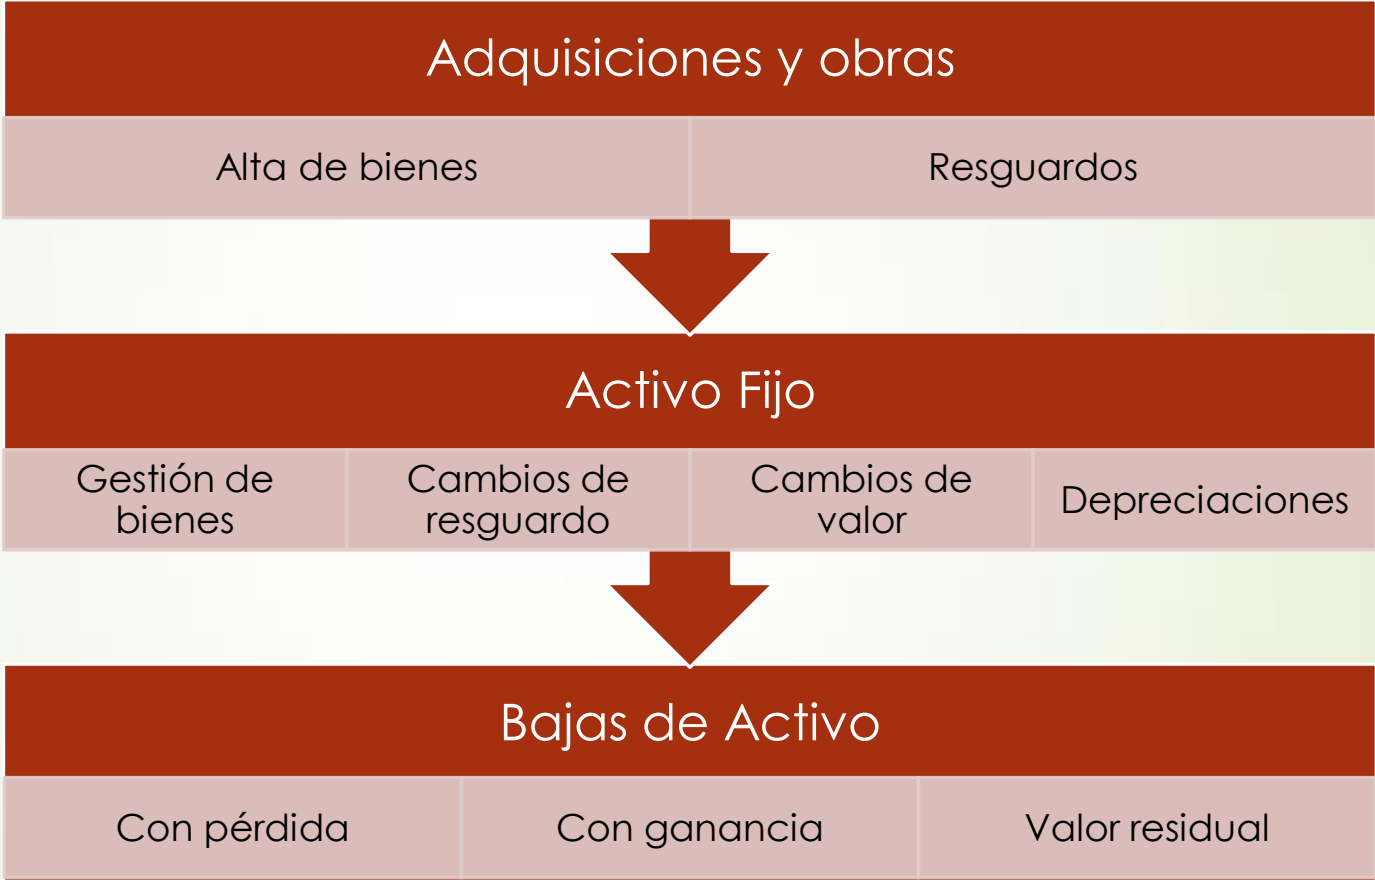 Adquisiciones y obras
Alta de bienes
Resguardos
Activo Fijo
Gestión de
bienes
Cambios de
resguardo
Cambios de
valor
Depreciaciones
Bajas de Activo
Con pérdida
Con ganancia
Valor residual